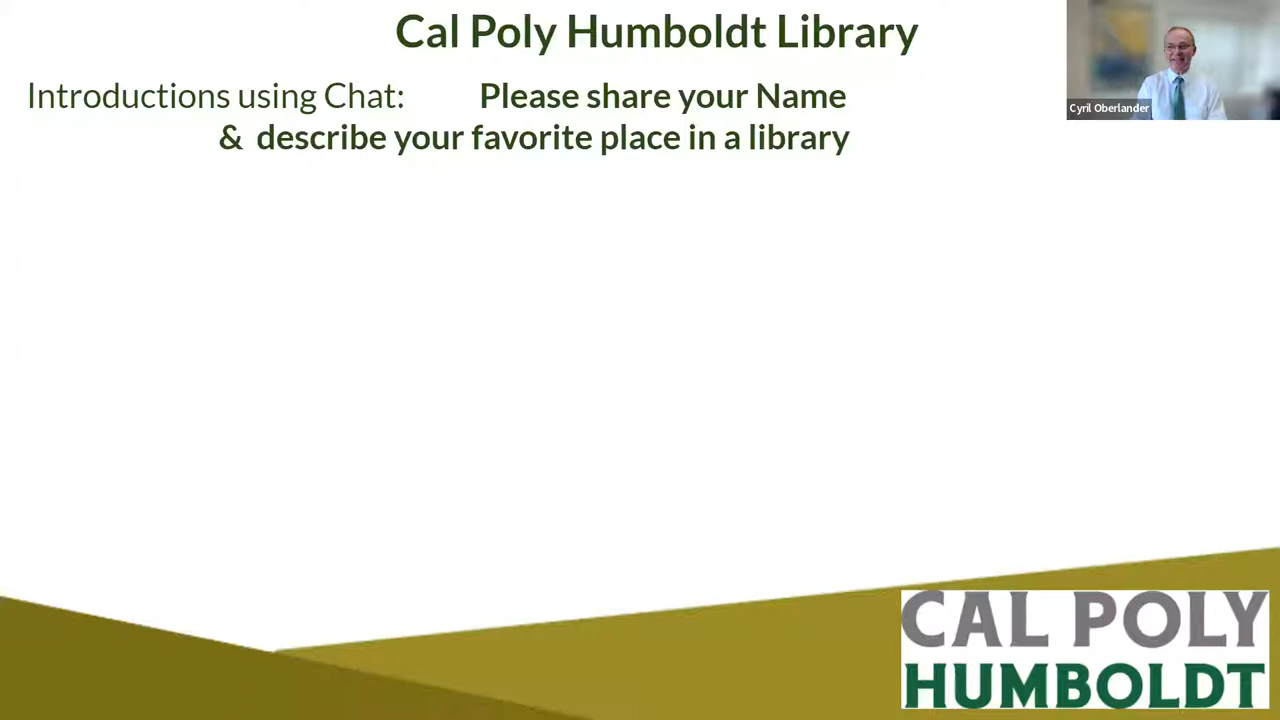 Cal Poly Humboldt Library
Introductions using Chat: Please share your Name
& describe your favorite place in a library
Cyril Oberlander
CAL POLY
HUMBOLDT